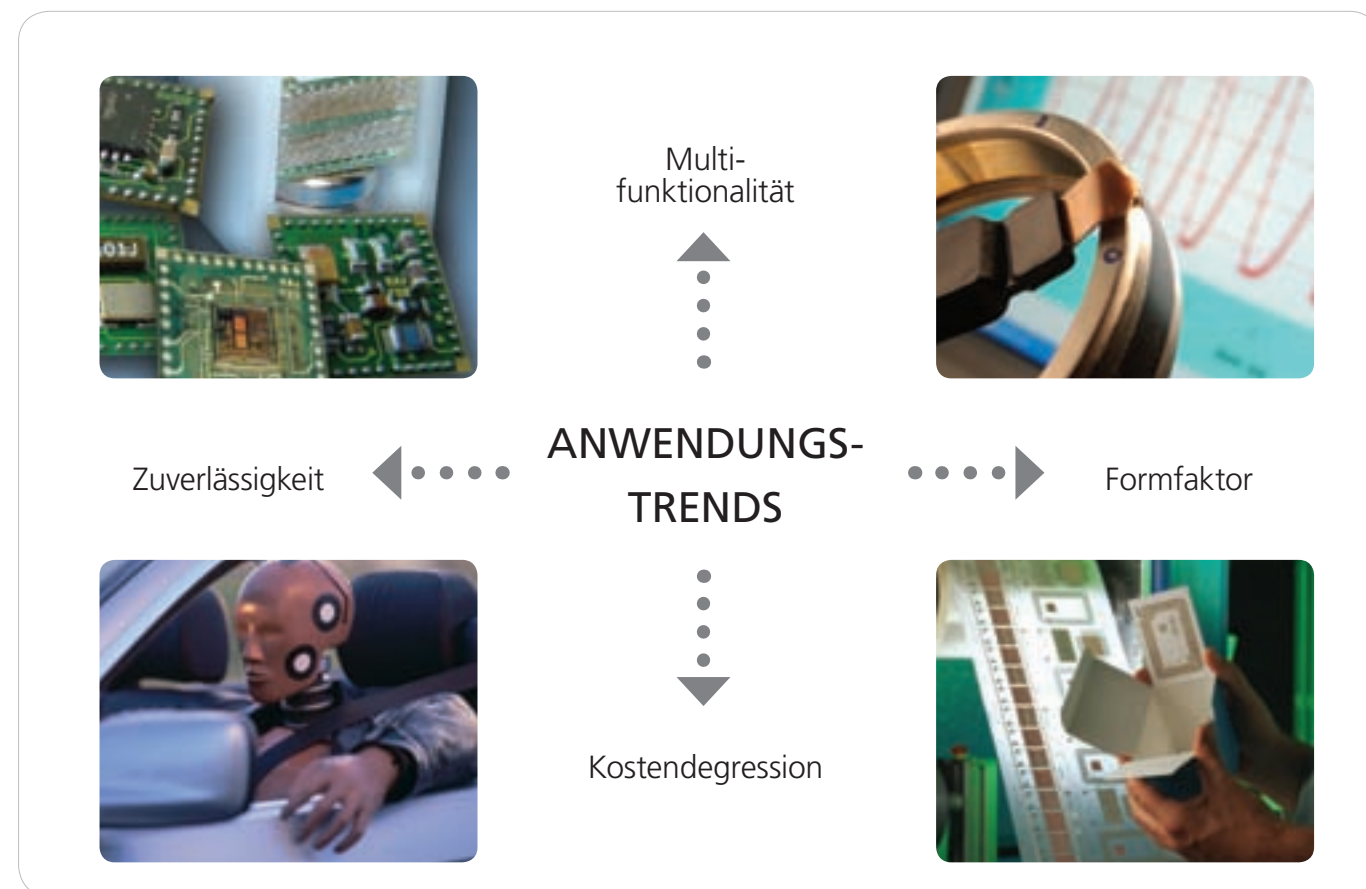 Multi-
funktionalität
ANWENDUNGS-
TRENDS
Zuverlässigkeit
Formfaktor
Kostendegression